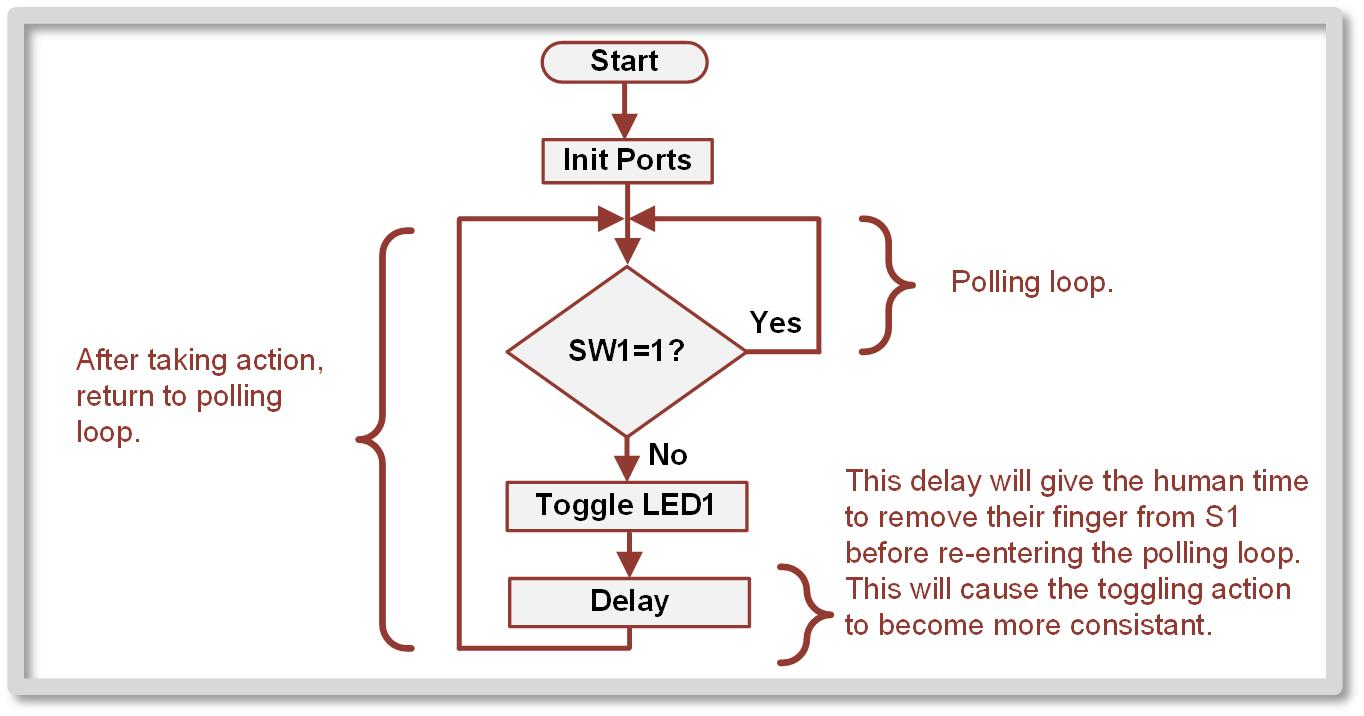 Start
Init Ports
Polling loop.
Yes
SW1=1?
After taking action,
return to polling
loop.
No
Toggle LED1
Delay
This delay will give the human time
to remove their finger from S1
before re-entering the polling loop.
This will cause the toggling action
to become more consistant.